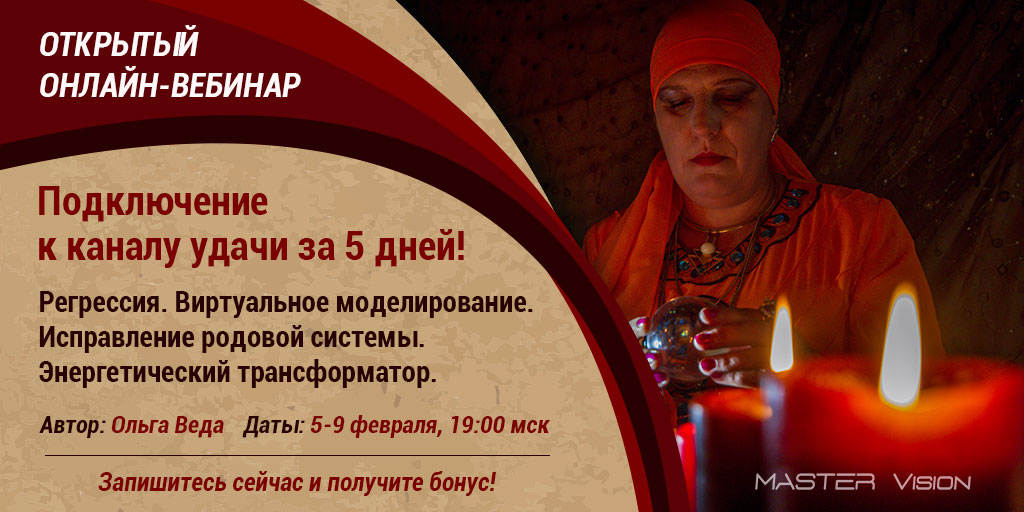 ОТКРЫТЫЙ
ОНЛАЙН-ВЕБИНАР
Подключение
к каналу удачи за 5 дней!
Регрессия. Виртуальное моделирование.
Исправление родовой системы.
Энергетический трансформатор.
Автор: Ольга Веда Даты: 5-9 февраля, 19:00 мск
Запишитесь сейчас и получите бонус!
MASTER VISION